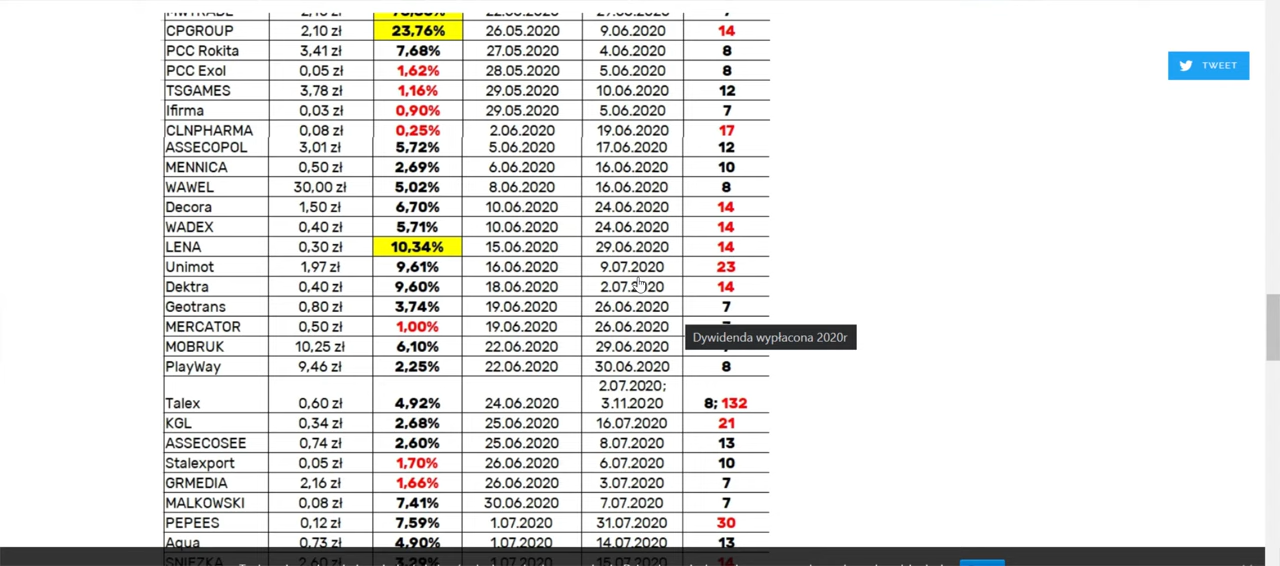 MWTRADE
CPGROUP 2,10 zł 23,76% 26.05.2020 9.06.2020 14
PCC Rokita 3,41 zł 7,68% 27.05.2020 4.06.2020 8
PCC Exol 0,05 zł 1,62% 28.05.2020 5.06.2020 8
TSGAMES 3,78 zł 1,16% 29.05.2020 10.06.2020 12
Ifirma 0,03 zł 0,90% 29.05.2020 5.06.2020 7
CLNPHARMA 0,08 zł 0,25% 2.06.2020 19.06.2020 17
ASSECOPOL 3,01 zł 5,72% 5.06.2020 17.06.2020 12
MENNICA 0,50 zł 2,69% 6.06.2020 16.06.2020 10
WAWEL 30,00 zł 5,02% 8.06.2020 16.06.2020 8
Decora 1,50 zł 6,70% 10.06.2020 24.06.2020 14
WADEX 0,40 zł 5,71% 10.06.2020 24.06.2020 14
LENA 0,30 zł 10,34% 15.06.2020 29.06.2020 14
Unimot 1,97 zł 9,61% 16.06.2020 9.07.2020 23
Dektra 0,40 zł 9,60% 18.06.2020 2.07.2020 14
Geotrans 0,80 zł 3,74% 19.06.2020 26.06.2020 7
MERCATOR 0,50 zł 1,00% 19.06.2020 26.06.2020
MOBRUK 10,25 zł 6,10% 22.06.2020 29.06.2020
PlayWay 9,46 zł 2,25% 22.06.2020 30.06.2020 8
2.07.2020;
Talex 0,60 zł 4,92% 24.06.2020 3.11.2020 8; 132
KGL 0,34 zł 2,68% 25.06.2020 16.07.2020 21
ASSECOSEE 0,74 zł 2,60% 25.06.2020 8.07.2020 13
Stalexport 0,05 zł 1,70% 26.06.2020 6.07.2020 10
GRMEDIA 2,16 zł 1,66% 26.06.2020 3.07.2020 7
MALKOWSKI 0,08 zł 7,41% 30.06.2020 7.07.2020 7
PEPEES 0,12 zł 7,59% 1.07.2020 31.07.2020 30
Aqua 0,73 zł 4,90% 1.07.2020 14.07.2020 13
SNIEZKA 2,60 zł 3,29% 1.07.2020 15.07.2020 14
TWEET
Dywidenda wypłacona 2020r